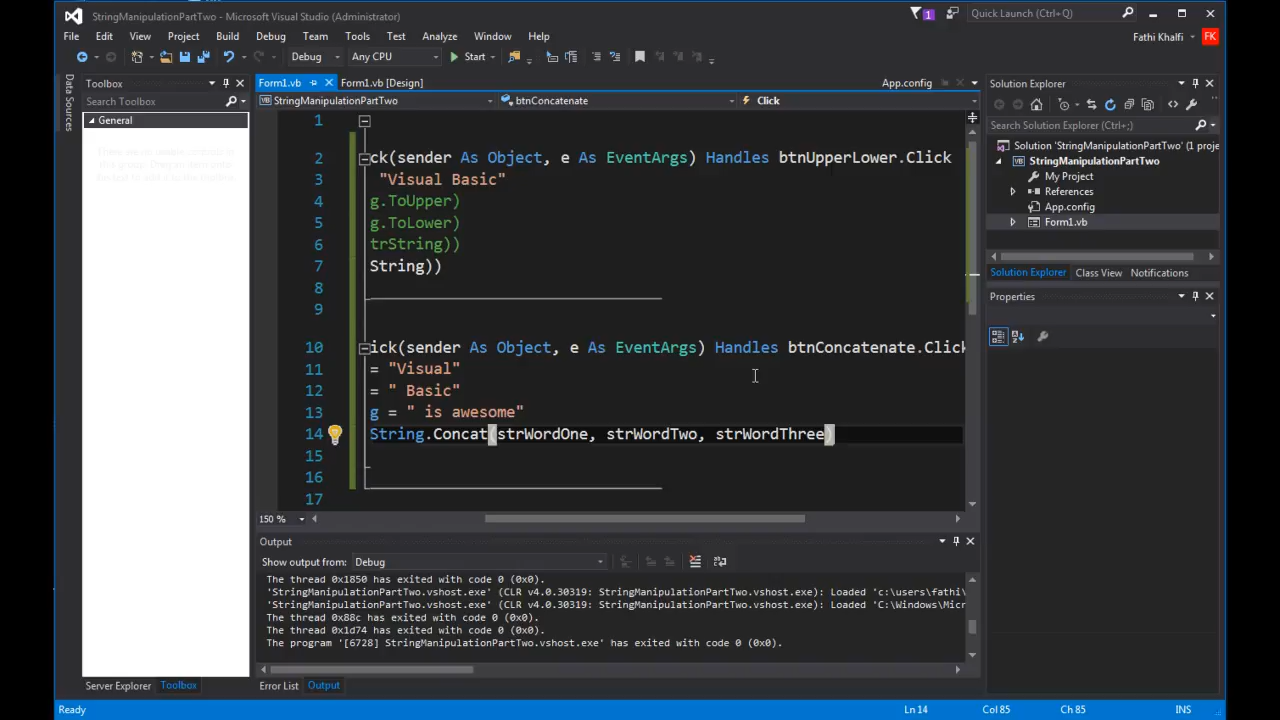 StringManipulationPartTwo - Microsoft Visual Studio (Administrator)
1
Quick Launch (Ctrl+Q)
File Edit View Project Build Debug Team Tools Test Analyze Window Help
Fathi Khalfi FK
Debug Any CPU Start
Data Sources
Toolbox
Search Toolbox
General
Form1.vb Form1.vb [Design] App.config
StringManipulationPartTwo btnConcatenate Click
1
2 ck(sender As Object, e As EventArgs) Handles btnUpperLower.Click
3 "Visual Basic"
4 g.ToUpper)
5 g.ToLower)
6 trString))
7 String))
8
9
10 ick(sender As Object, e As EventArgs) Handles btnConcatenate.Click
11 = "Visual"
12 = " Basic"
13 g = " is awesome"
14 String.Concat(strWordOne, strWordTwo, strWordThree)
15
16
17
150 %
Solution Explorer
Search Solution Explorer (Ctrl+;)
Solution 'StringManipulationPartTwo' (1 proje
StringManipulationPartTwo
My Project
References
App.config
Form1.vb
Solution Explorer Class View Notifications
Properties
Output
Show output from: Debug
The thread 0x1850 has exited with code 0 (0x0).
'StringManipulationPartTwo.vshost.exe' (CLR v4.0.30319: StringManipulationPartTwo.vshost.exe): Loaded 'c:\users\fathi\
'StringManipulationPartTwo.vshost.exe' (CLR v4.0.30319: StringManipulationPartTwo.vshost.exe): Loaded 'C:\Windows\Micr
The thread 0x88c has exited with code 0 (0x0).
The thread 0x1d74 has exited with code 0 (0x0).
The program '[6728] StringManipulationPartTwo.vshost.exe' has exited with code 0 (0x0).
Server Explorer Toolbox
Error List Output
Ready Ln 14 Col 85 Ch 85 INS